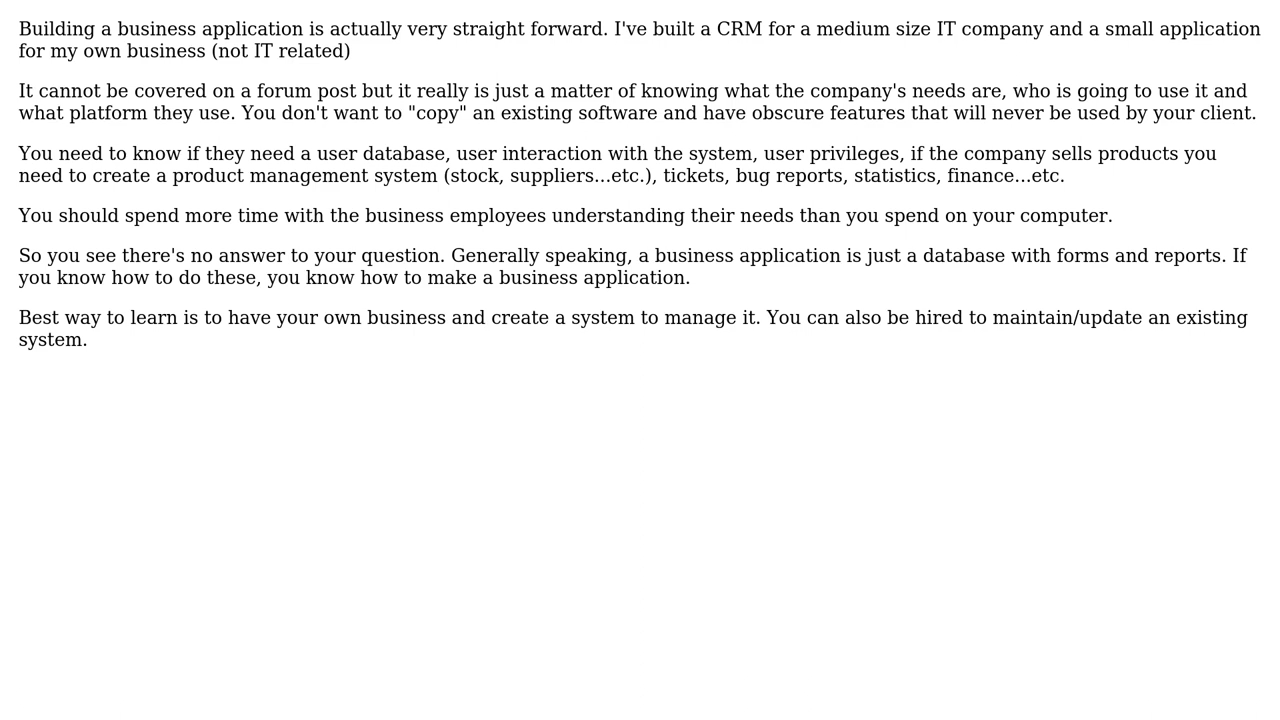 Building a business application is actually very straight forward. I've built a CRM for a medium size IT company and a small application
for my own business (not IT related)
It cannot be covered on a forum post but it really is just a matter of knowing what the company's needs are, who is going to use it and
what platform they use. You don't want to "copy" an existing software and have obscure features that will never be used by your client.
You need to know if they need a user database, user interaction with the system, user privileges, if the company sells products you
need to create a product management system (stock, suppliers...etc.), tickets, bug reports, statistics, finance...etc.
You should spend more time with the business employees understanding their needs than you spend on your computer.
So you see there's no answer to your question. Generally speaking, a business application is just a database with forms and reports. If
you know how to do these, you know how to make a business application.
Best way to learn is to have your own business and create a system to manage it. You can also be hired to maintain/update an existing
system.